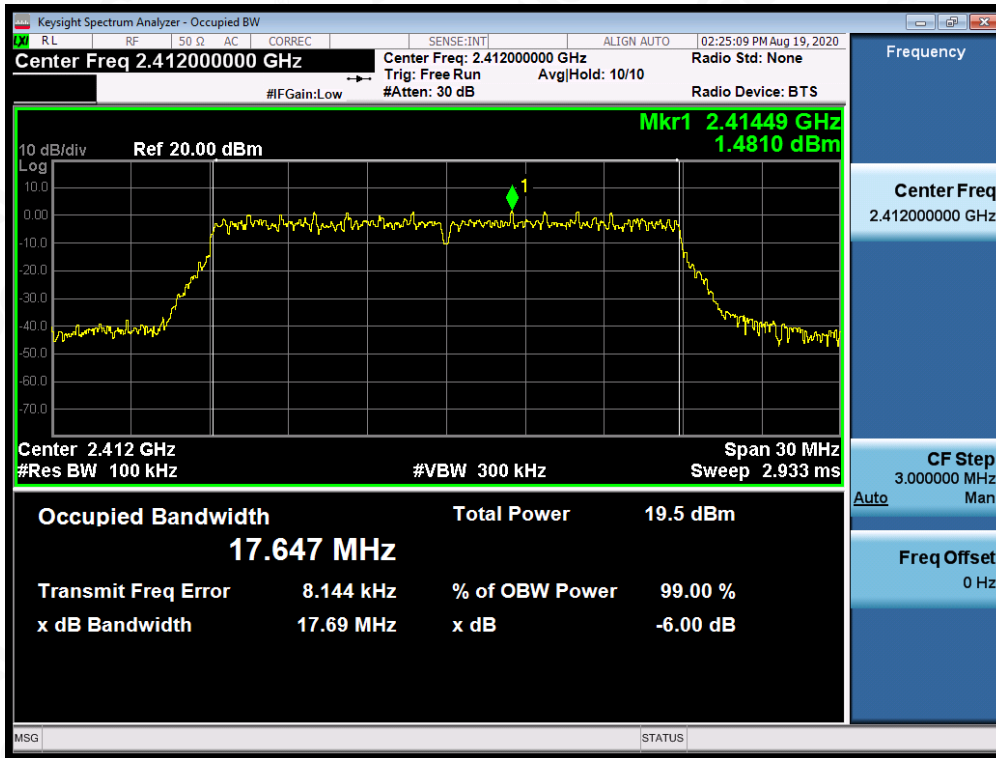 Keysight Spectrum Analyzer - Occupied BW
LXI RL RF 50 Ω AC CORREC SENSE:INT ALIGN AUTO 02:25:09 PM Aug 19, 2020
Center Freq 2.412000000 GHz
#IFGain:Low
Center Freq: 2.412000000 GHz
Trig: Free Run Avg|Hold: 10/10
#Atten: 30 dB
Radio Std: None
Radio Device: BTS
Mkr1 2.41449 GHz
1.4810 dBm
10 dB/div Ref 20.00 dBm
Log
10.0
0.00
-10.0
-20.0
-30.0
-40.0
-50.0
-60.0
-70.0
1
Center 2.412 GHz Span 30 MHz
#Res BW 100 kHz #VBW 300 kHz Sweep 2.933 ms
Occupied Bandwidth Total Power 19.5 dBm
17.647 MHz
Transmit Freq Error 8.144 kHz % of OBW Power 99.00 %
x dB Bandwidth 17.69 MHz x dB -6.00 dB
MSG STATUS
Frequency
Center Freq
2.412000000 GHz
CF Step
3.000000 MHz
Auto Man
Freq Offset
0 Hz